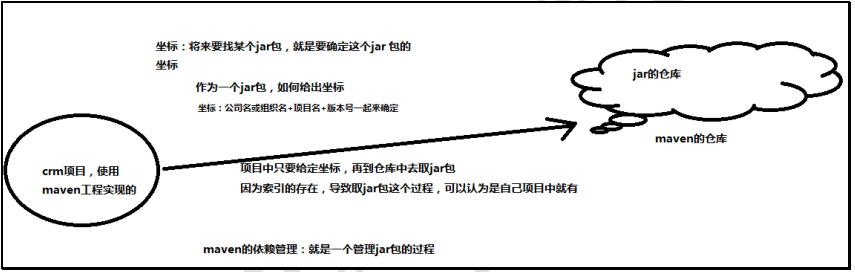 坐标：将来要找某个jar包，就是要确定这个jar 包的
坐标
作为一个jar包，如何给出坐标
坐标：公司名或组织名+项目名+版本号一起来确定
jar的仓库
maven的仓库
crm项目，使用
maven工程实现的
项目中只要给定坐标，再到仓库中去取jar包
因为索引的存在，导致取jar包这个过程，可以认为是自己项目中就有
maven的依赖管理：就是一个管理jar包的过程